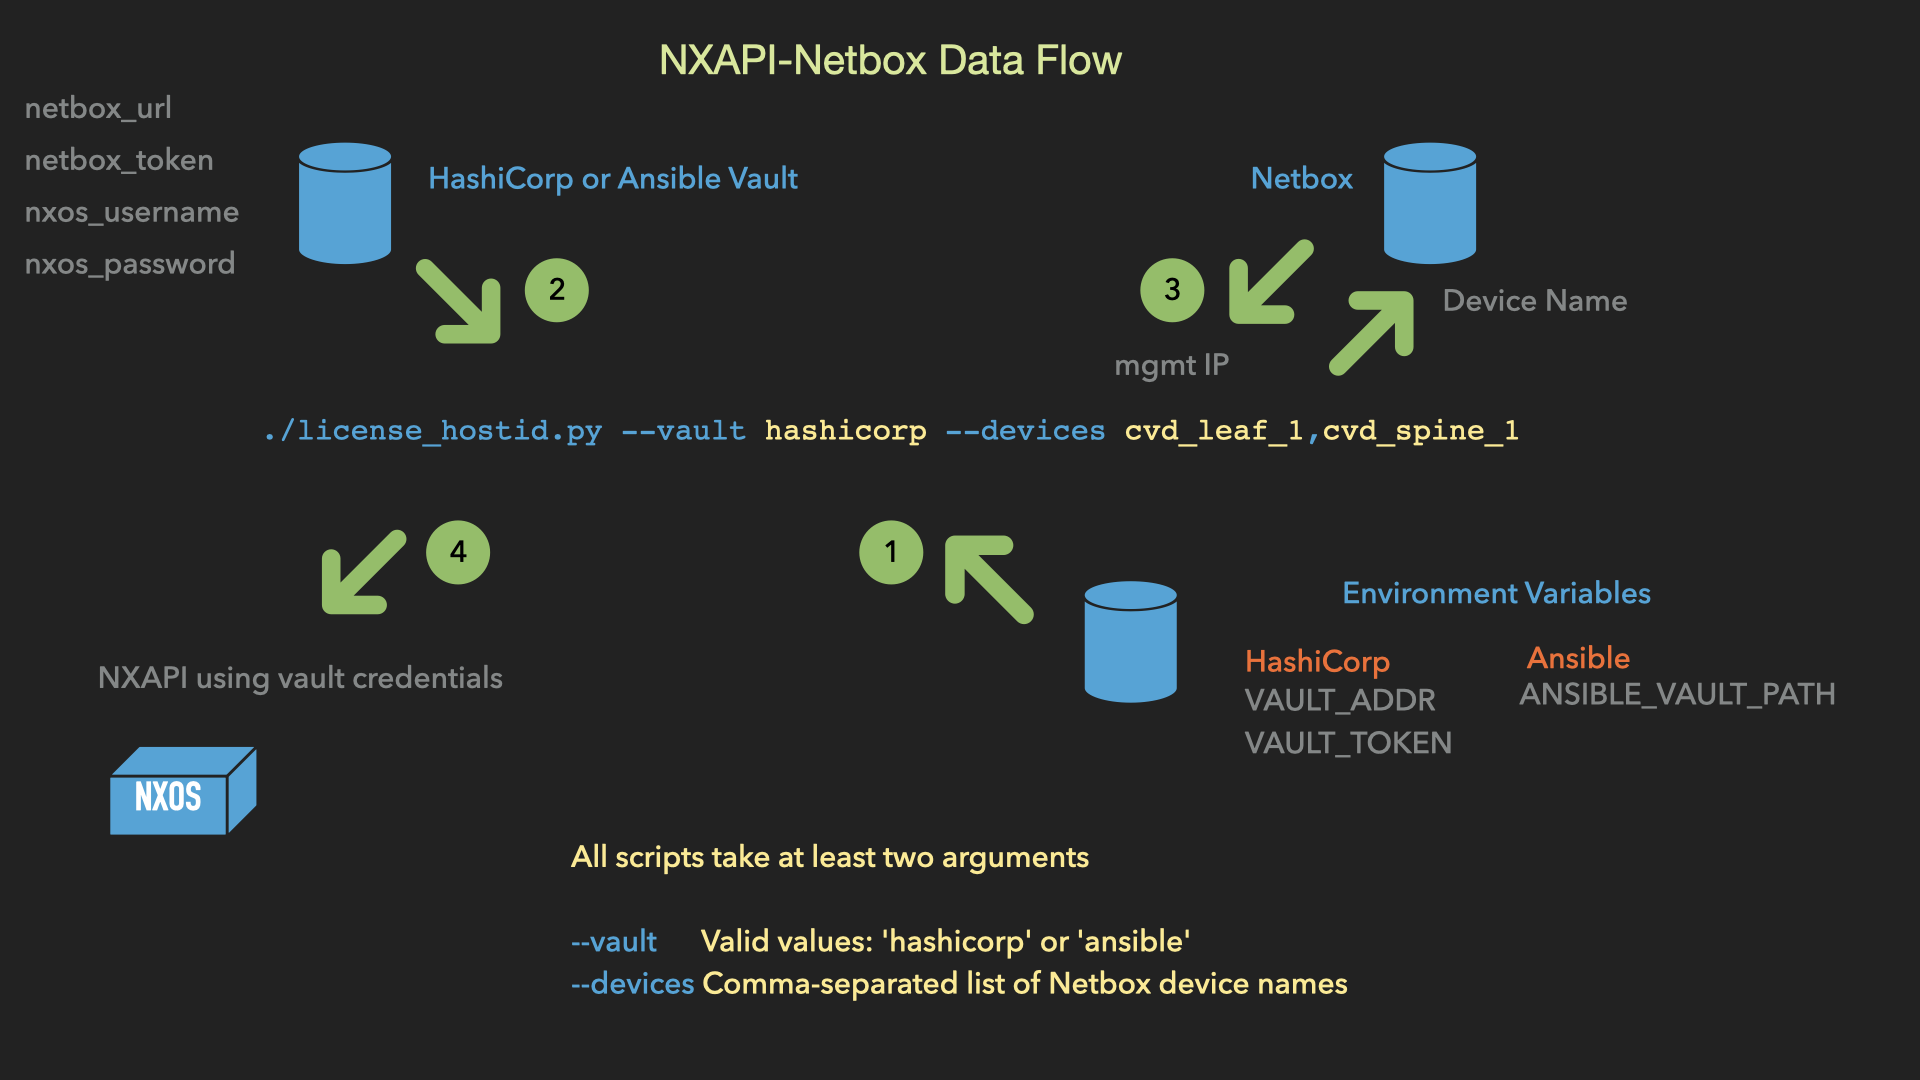 NXAPI-Netbox Data Flow
netbox_url
netbox_token
nxos_username
nxos_password
HashiCorp or Ansible Vault
2
Netbox
3
Device Name
mgmt IP
./license_hostid.py --vault hashicorp --devices cvd_leaf_1,cvd_spine_1
4
NXAPI using vault credentials
NXOS
1
Environment Variables
HashiCorp
VAULT_ADDR
VAULT_TOKEN
Ansible
ANSIBLE_VAULT_PATH
All scripts take at least two arguments
--vault Valid values: 'hashicorp' or 'ansible'
--devices Comma-separated list of Netbox device names